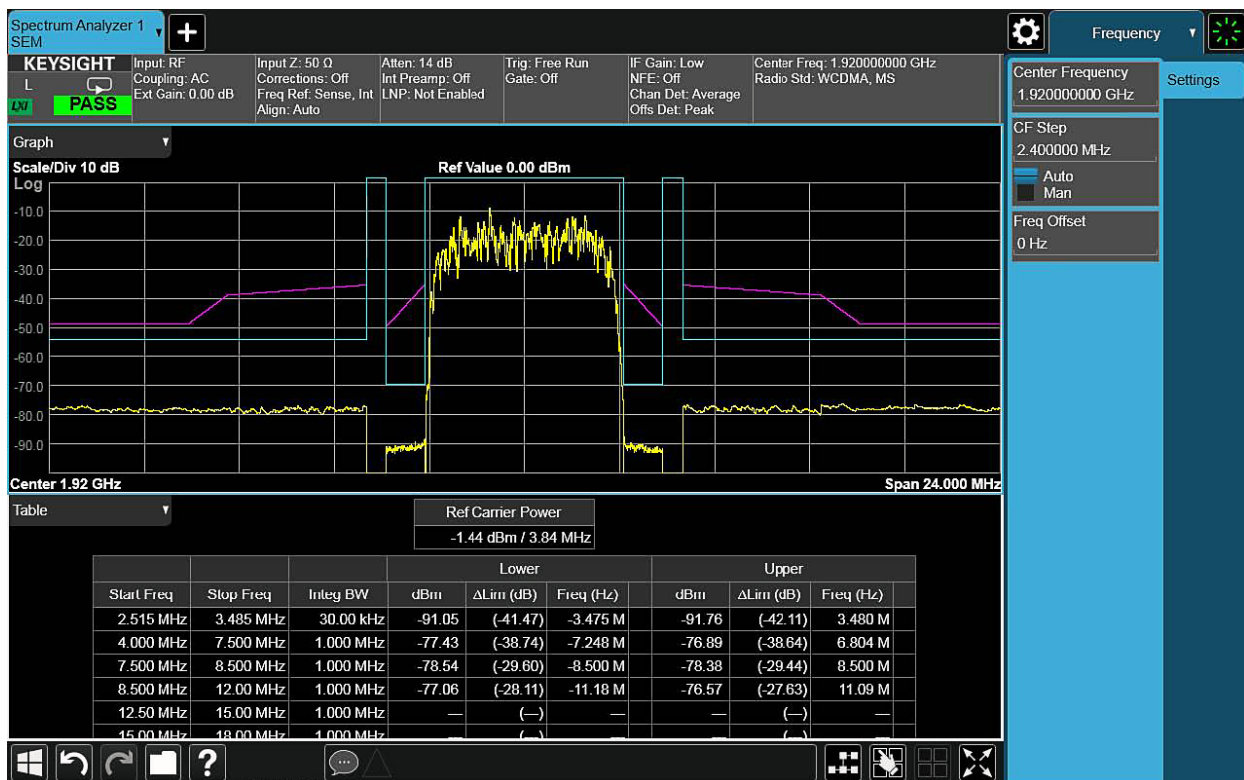 Spectrum Analyzer 1
SEM
Frequency
KEYSIGHT
L
LXI
PASS
Input: RF
Coupling: AC
Ext Gain: 0.00 dB
Input Z: 50 Ω
Corrections: Off
Freq Ref: Sense, Int
Align: Auto
Atten: 14 dB
Int Preamp: Off
LNP: Not Enabled
Trig: Free Run
Gate: Off
IF Gain: Low
NFE: Off
Chan Det: Average
Offs Det: Peak
Center Freq: 1.920000000 GHz
Radio Std: WCDMA, MS
Center Frequency
1.920000000 GHz
Settings
CF Step
2.400000 MHz
Auto
Man
Freq Offset
0 Hz
Graph
Scale/Div 10 dB
Ref Value 0.00 dBm
Log
-10.0
-20.0
-30.0
-40.0
-50.0
-60.0
-70.0
-80.0
-90.0
Center 1.92 GHz
Span 24.000 MHz
Table
Ref Carrier Power
-1.44 dBm / 3.84 MHz
Lower Upper
Start Freq Stop Freq Integ BW dBm ΔLim (dB) Freq (Hz) dBm ΔLim (dB) Freq (Hz)
2.515 MHz 3.485 MHz 30.00 kHz -91.05 (-41.47) -3.475 M -91.76 (-42.11) 3.480 M
4.000 MHz 7.500 MHz 1.000 MHz -77.43 (-38.74) -7.248 M -76.89 (-38.64) 6.804 M
7.500 MHz 8.500 MHz 1.000 MHz -78.54 (-29.60) -8.500 M -78.38 (-29.44) 8.500 M
8.500 MHz 12.00 MHz 1.000 MHz -77.06 (-28.11) -11.18 M -76.57 (-27.63) 11.09 M
12.50 MHz 15.00 MHz 1.000 MHz — (—) — — (—) —
15.00 MHz 18.00 MHz 1.000 MHz — (—) — — (—) —
?